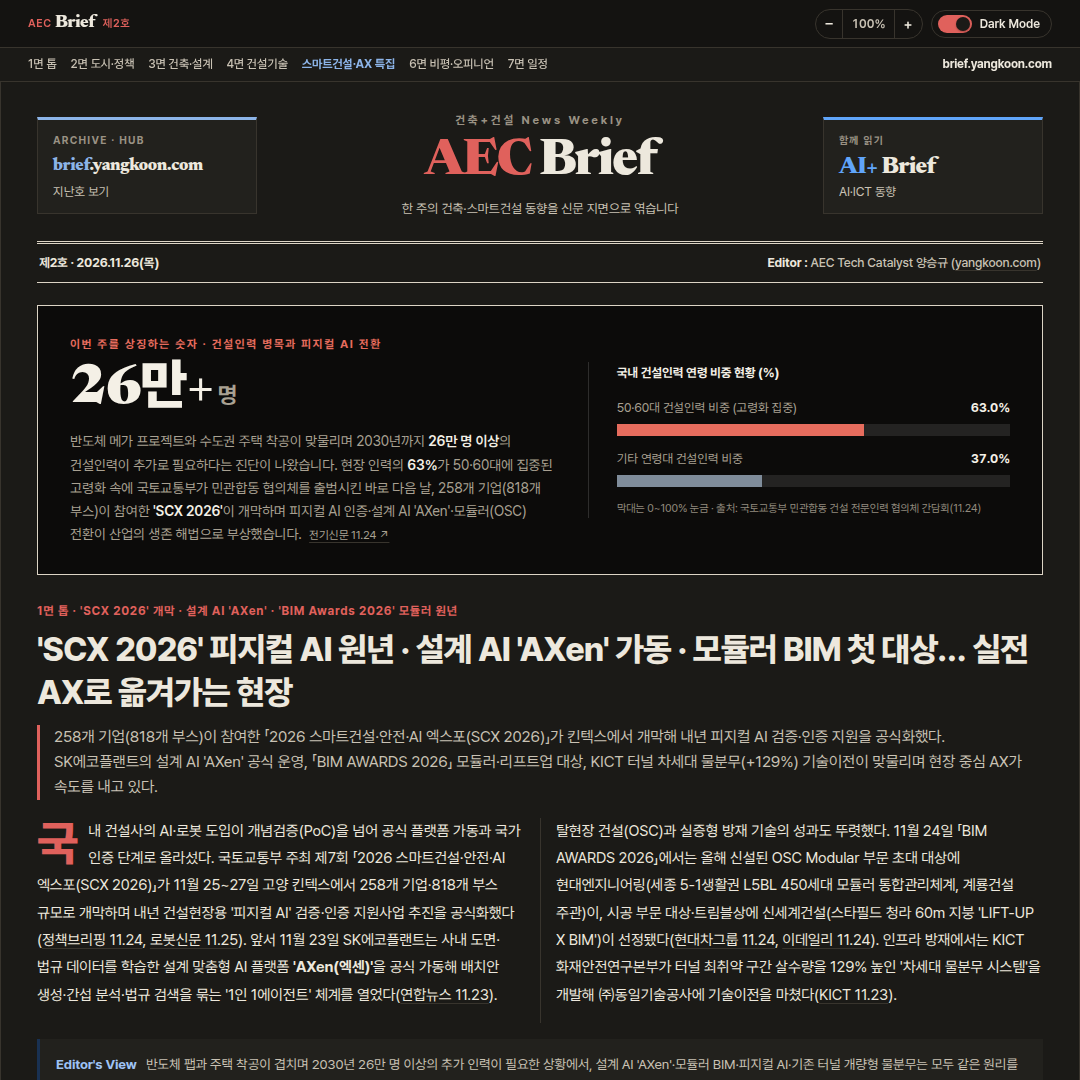 AEC Brief 제2호
− 100% + Dark Mode
1면 톱 2면 도시·정책 3면 건축·설계 4면 건설기술 스마트건설·AX 특집 6면 비평·오피니언 7면 일정
brief.yangkoon.com
ARCHIVE · HUB
brief.yangkoon.com
지난호 보기
건축+건설 News Weekly
AEC Brief
한 주의 건축·스마트건설 동향을 신문 지면으로 엮습니다
함께 읽기
AI+ Brief
AI·ICT 동향
제2호 · 2026.11.26(목)
Editor : AEC Tech Catalyst 양승규 (yangkoon.com)
이번 주를 상징하는 숫자 · 건설인력 병목과 피지컬 AI 전환
26만+ 명
반도체 메가 프로젝트와 수도권 주택 착공이 맞물리며 2030년까지 26만 명 이상의
건설인력이 추가로 필요하다는 진단이 나왔습니다. 현장 인력의 63%가 50·60대에 집중된
고령화 속에 국토교통부가 민관합동 협의체를 출범시킨 바로 다음 날, 258개 기업(818개
부스)이 참여한 'SCX 2026'이 개막하며 피지컬 AI 인증·설계 AI 'AXen'·모듈러(OSC)
전환이 산업의 생존 해법으로 부상했습니다. 전기신문 11.24 ↗
국내 건설인력 연령 비중 현황 (%)
50·60대 건설인력 비중 (고령화 집중) 63.0%
기타 연령대 건설인력 비중 37.0%
막대는 0~100% 눈금 · 출처: 국토교통부 민관합동 건설 전문인력 협의체 간담회(11.24)
1면 톱 · 'SCX 2026' 개막 · 설계 AI 'AXen' · 'BIM Awards 2026' 모듈러 원년
'SCX 2026' 피지컬 AI 원년 · 설계 AI 'AXen' 가동 · 모듈러 BIM 첫 대상… 실전
AX로 옮겨가는 현장
258개 기업(818개 부스)이 참여한 「2026 스마트건설·안전·AI 엑스포(SCX 2026)」가 킨텍스에서 개막해 내년 피지컬 AI 검증·인증 지원을 공식화했다.
SK에코플랜트의 설계 AI 'AXen' 공식 운영, 「BIM AWARDS 2026」 모듈러·리프트업 대상, KICT 터널 차세대 물분무(+129%) 기술이전이 맞물리며 현장 중심 AX가
속도를 내고 있다.
국내 건설사의 AI·로봇 도입이 개념검증(PoC)을 넘어 공식 플랫폼 가동과 국가
인증 단계로 올라섰다. 국토교통부 주최 제7회 「2026 스마트건설·안전·AI
엑스포(SCX 2026)」가 11월 25~27일 고양 킨텍스에서 258개 기업·818개 부스
규모로 개막하며 내년 건설현장용 '피지컬 AI' 검증·인증 지원사업 추진을 공식화했다
(정책브리핑 11.24, 로봇신문 11.25). 앞서 11월 23일 SK에코플랜트는 사내 도면·
법규 데이터를 학습한 설계 맞춤형 AI 플랫폼 'AXen(엑센)'을 공식 가동해 배치안
생성·간섭 분석·법규 검색을 묶는 '1인 1에이전트' 체계를 열었다(연합뉴스 11.23).
탈현장 건설(OSC)과 실증형 방재 기술의 성과도 뚜렷했다. 11월 24일 「BIM
AWARDS 2026」에서는 올해 신설된 OSC Modular 부문 초대 대상에
현대엔지니어링(세종 5-1생활권 L5BL 450세대 모듈러 통합관리체계, 계룡건설
주관)이, 시공 부문 대상·트림블상에 신세계건설(스타필드 청라 60m 지붕 'LIFT-UP
X BIM')이 선정됐다(현대차그룹 11.24, 이데일리 11.24). 인프라 방재에서는 KICT
화재안전연구본부가 터널 최취약 구간 살수량을 129% 높인 '차세대 물분무 시스템'을
개발해 ㈜동일기술공사에 기술이전을 마쳤다(KICT 11.23).
Editor's View 반도체 팹과 주택 착공이 겹치며 2030년 26만 명 이상의 추가 인력이 필요한 상황에서, 설계 AI 'AXen'·모듈러 BIM·피지컬 AI·기존 터널 개량형 물분무는 모두 같은 원리를